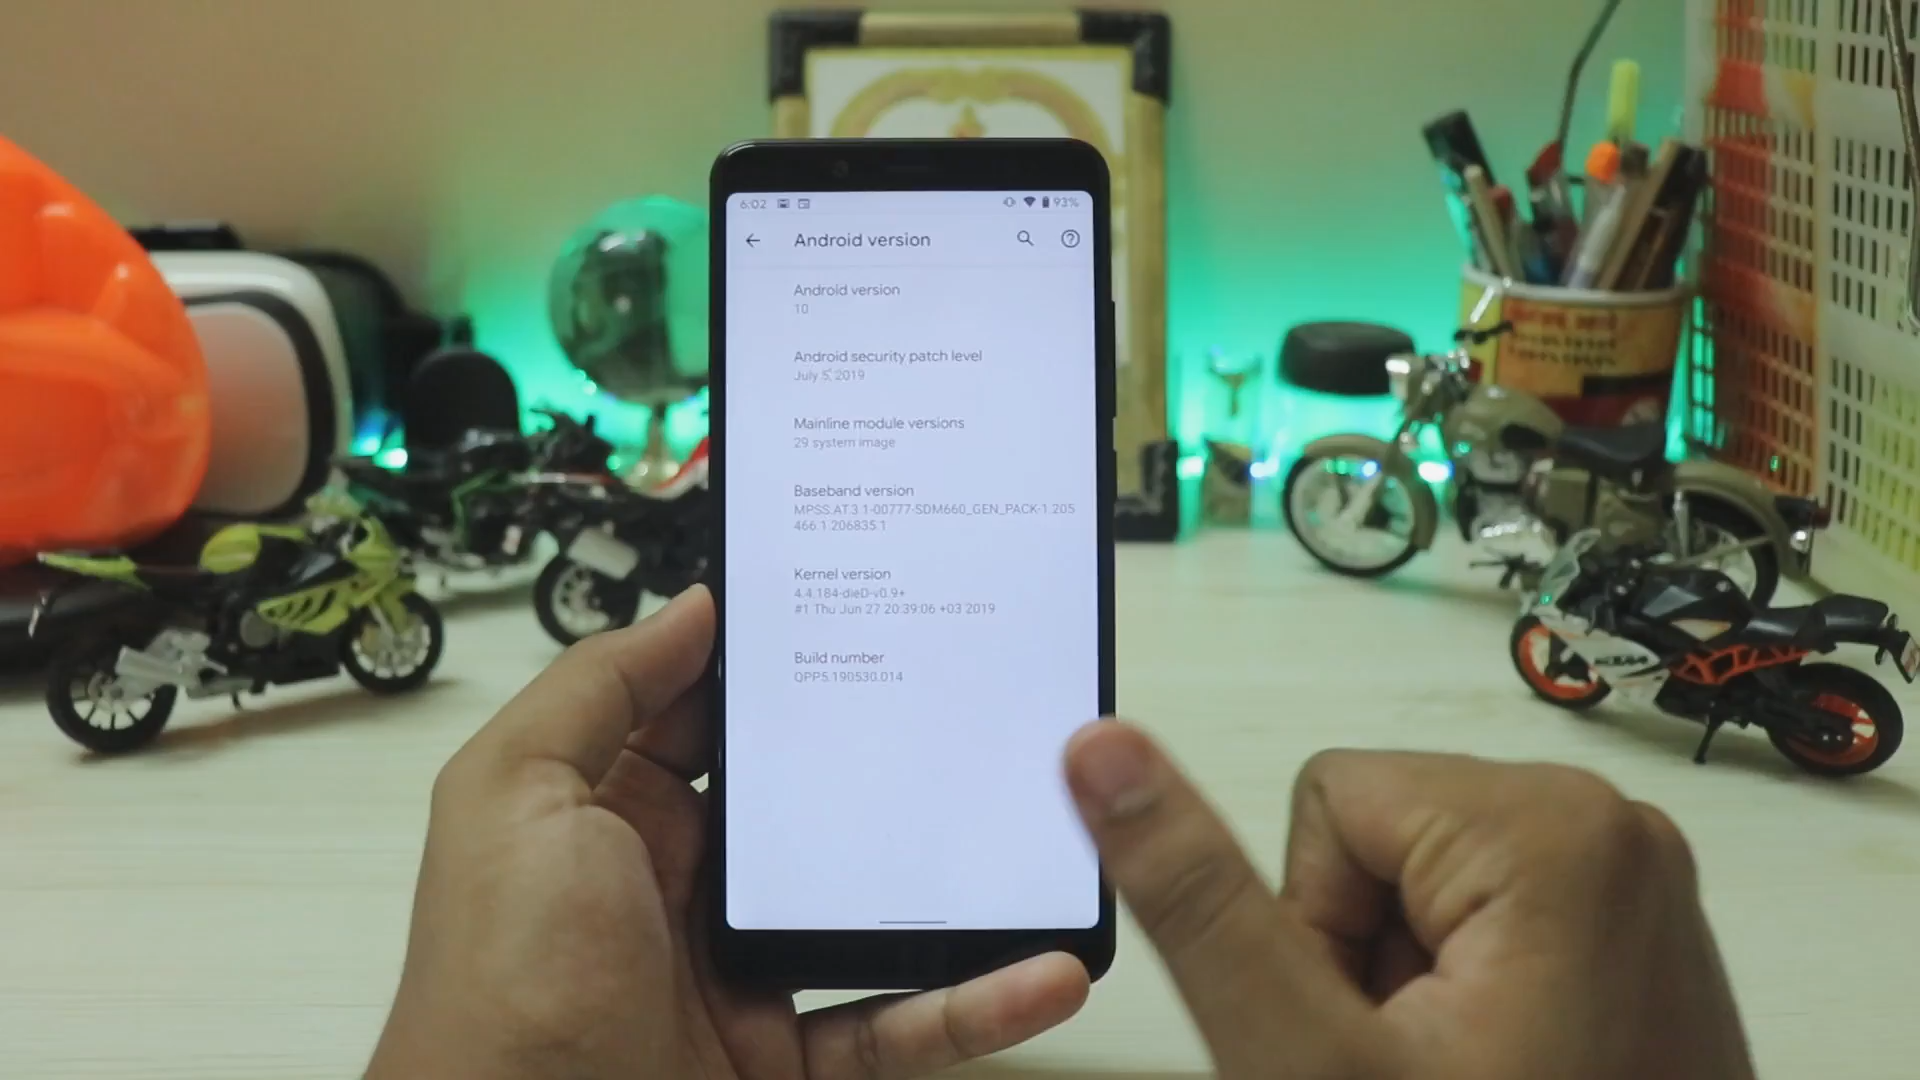 6:02
93%
Android version
Android version
10
Android security patch level
July 5, 2019
Mainline module versions
29 system image
Baseband version
MPSS.AT.3.1-00777-SDM660_GEN_PACK-1.205
466.1.206835.1
Kernel version
4.4.184-dieD-v0.9+
#1 Thu Jun 27 20:39:06 +03 2019
Build number
QPP5.190530.014